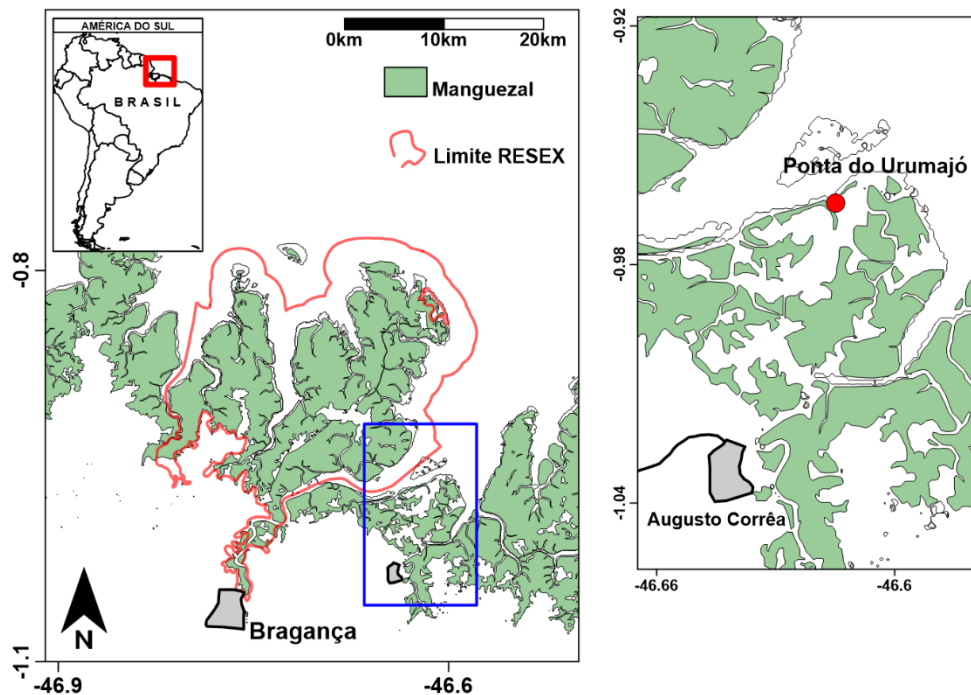 AMÉRICA DO SUL
BRASIL
0km 10km 20km
Manguezal
Limite RESEX
-0.8
-1.1
-46.9
-46.6
N
Bragança
-0.92
-0.98
-1.04
-46.66
-46.6
Ponta do Urumajó
Augusto Corrêa